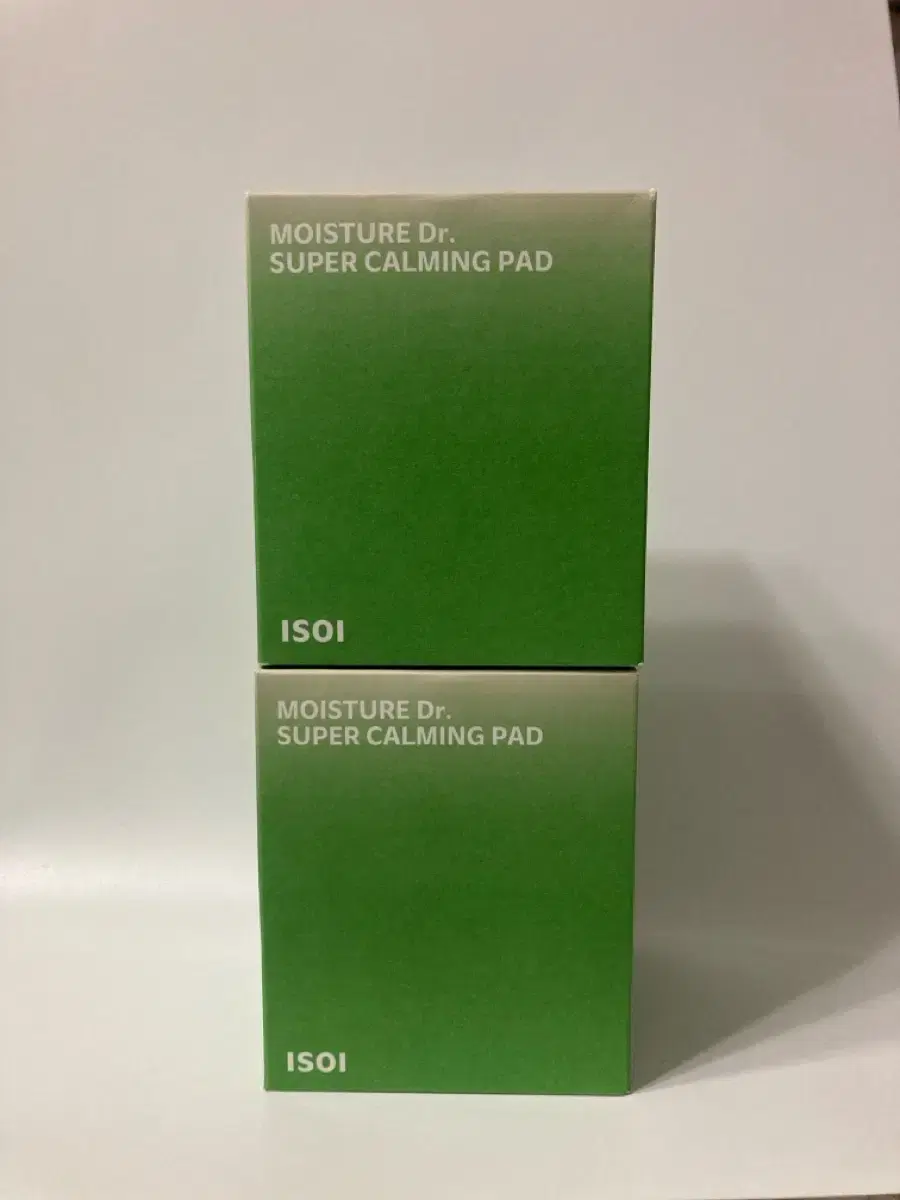 MOISTURE Dr.
SUPER CALMING PAD
ISOI
MOISTURE Dr.
SUPER CALMING PAD
ISOI